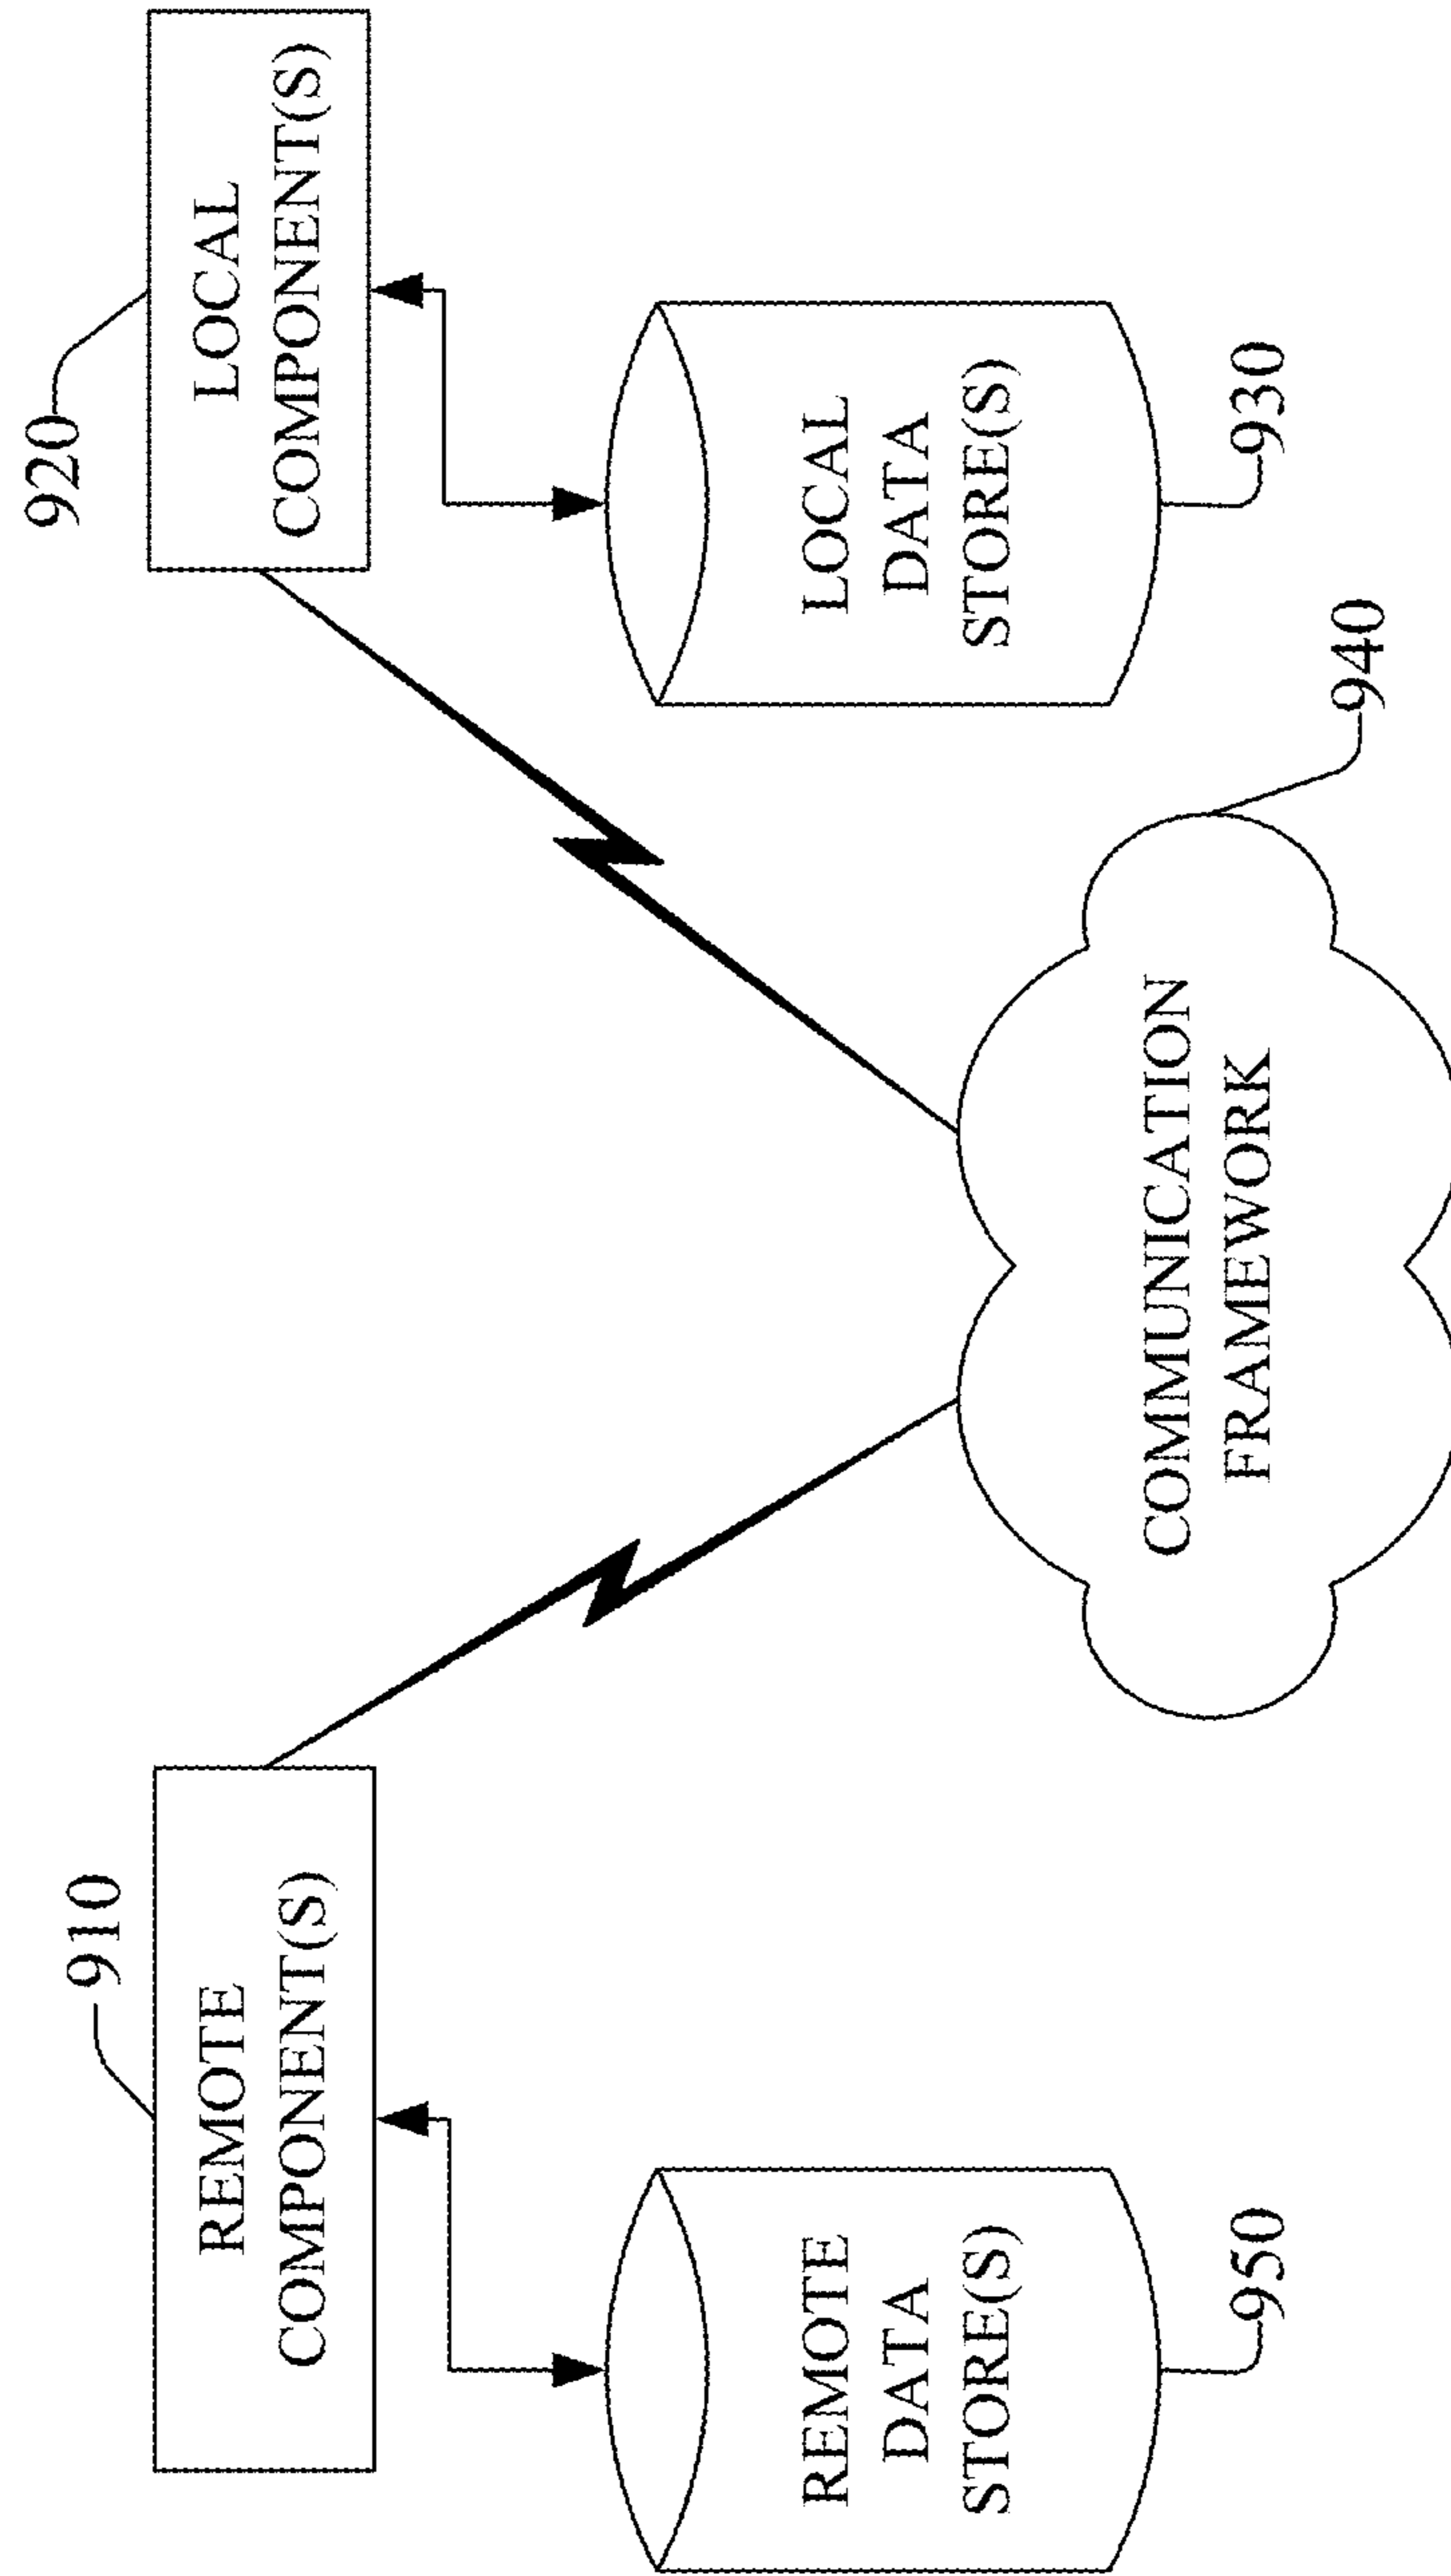 910
920
REMOTE
COMPONENT(S)
LOCAL
COMPONENT(S)
REMOTE
DATA
STORE(S)
LOCAL
DATA
STORE(S)
950
930
940
COMMUNICATION
FRAMEWORK